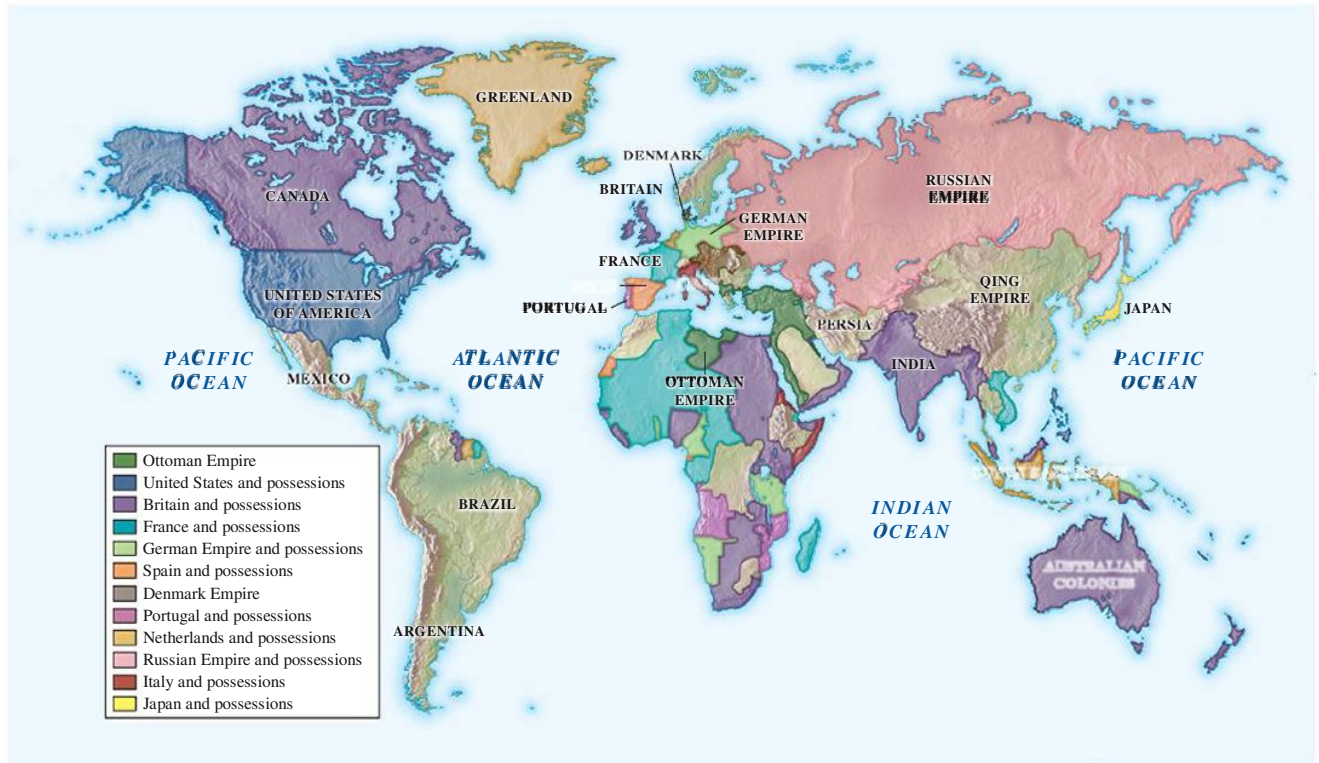 GREENLAND
DENMARK
BRITAIN
CANADA
RUSSIAN
EMPIRE
GERMAN
EMPIRE
FRANCE
QING
EMPIRE
UNITED STATES
OF AMERICA
PORTUGAL
JAPAN
PERSIA
PACIFIC
OCEAN
ATLANTIC
OCEAN
INDIA
PACIFIC
OCEAN
MEXICO
OTTOMAN
EMPIRE
BRAZIL
INDIAN
OCEAN
AUSTRALIAN
COLONIES
ARGENTINA
Ottoman Empire
United States and possessions
Britain and possessions
France and possessions
German Empire and possessions
Spain and possessions
Denmark Empire
Portugal and possessions
Netherlands and possessions
Russian Empire and possessions
Italy and possessions
Japan and possessions